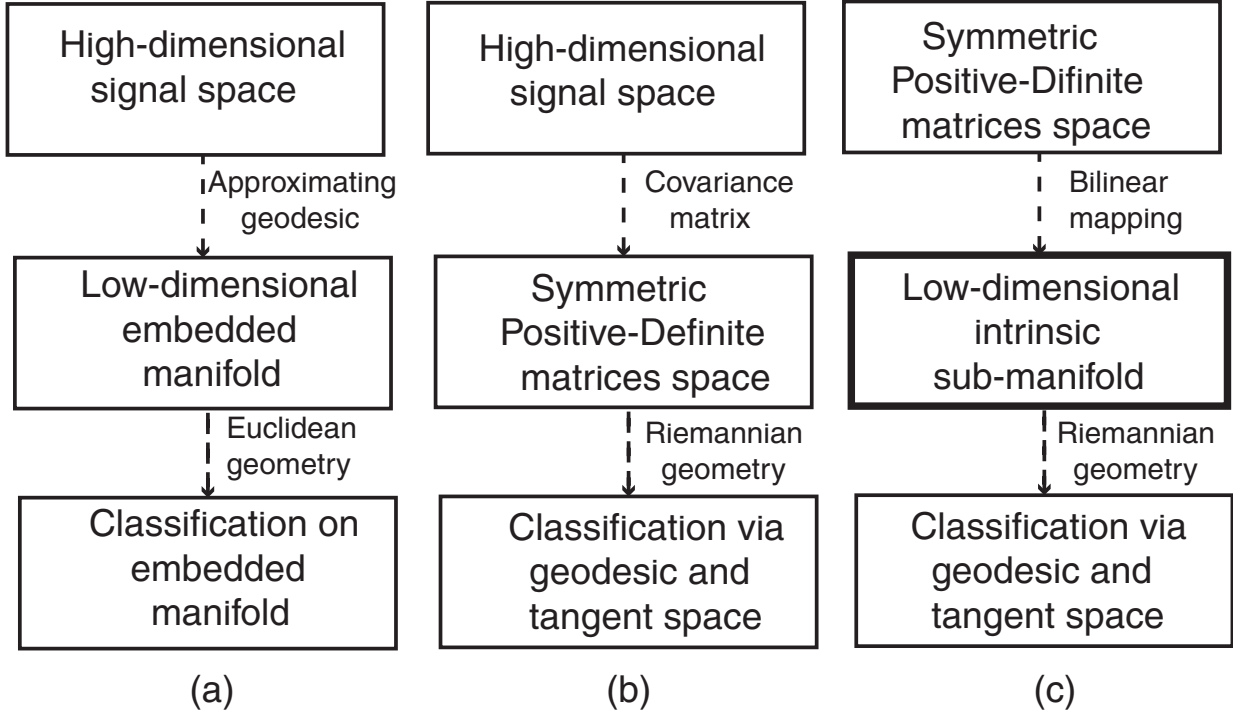 High-dimensional
signal space
Approximating
geodesic
Low-dimensional
embedded
manifold
Euclidean
geometry
Classification on
embedded
manifold
(a)
High-dimensional
signal space
Covariance
matrix
Symmetric
Positive-Definite
matrices space
Riemannian
geometry
Classification via
geodesic and
tangent space
(b)
Symmetric
Positive-Difinite
matrices space
Bilinear
mapping
Low-dimensional
intrinsic
sub-manifold
Riemannian
geometry
Classification via
geodesic and
tangent space
(c)